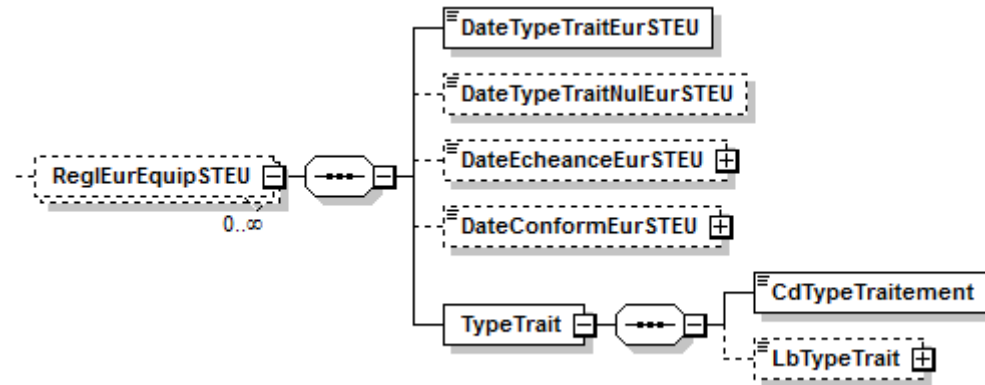 DateTypeTraitEurSTEU
DateTypeTraitNulEurSTEU
DateEcheanceEurSTEU
ReglEurEquipSTEU
0..∞
DateConformEurSTEU
TypeTrait
CdTypeTraitement
LbTypeTrait